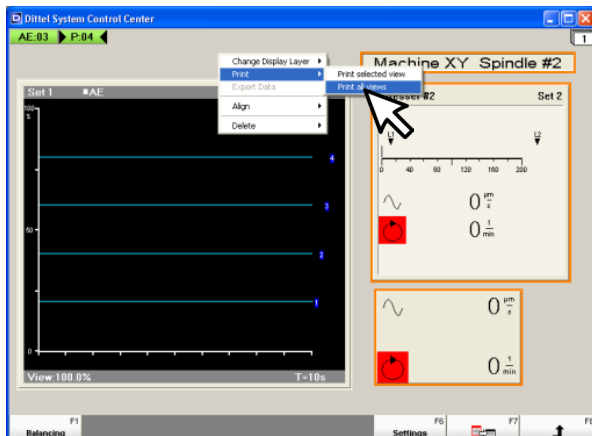 Dittel System Control Center
AE:03 P:04
1
Change Display Layer
Print
Export Data
Align
Delete
Print selected view
Print all views
Machine XY Spindle #2
Set 1 ■AE
100
%
50
0
4
3
2
1
View:100.0% T=10s
#2 Set 2
L1 L2
0 40 80 120 160 200
0 µm/s
0 1/min
0 µm/s
0 1/min
F1 F6 F7 F8
Balancing Settings